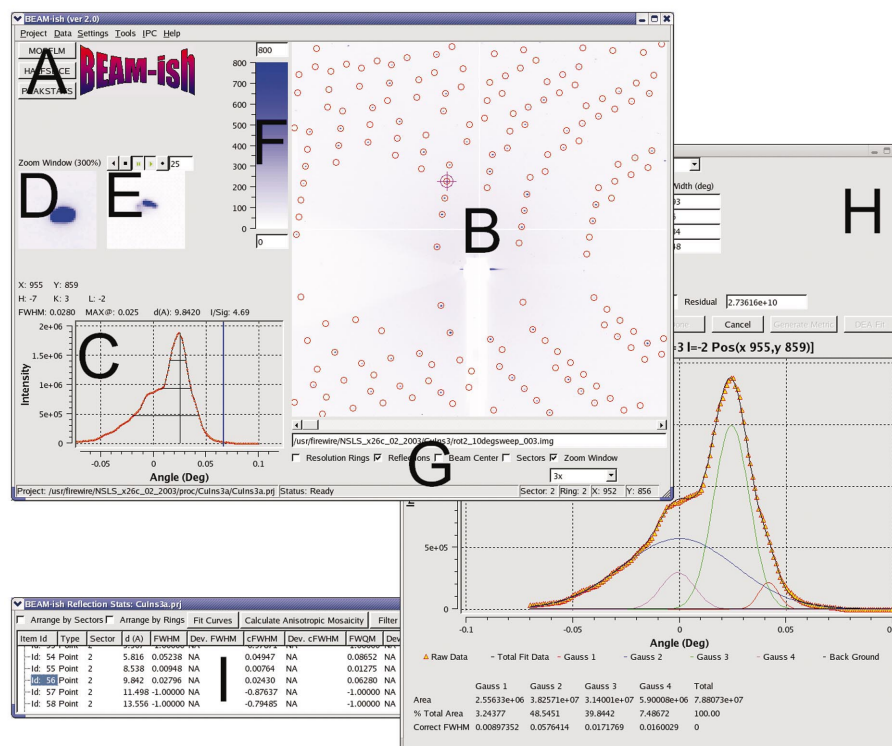 BEAM-ish (ver 2.0)
Project Data Settings Tools IPC Help
A
BEAM-ish
800
800
700
600
500
400
300
200
100
0
0
F
Zoom Window (300%)
25
D
E
B
X: 955 Y: 859
H: -7 K: 3 L: -2
FWHM: 0.0280 MAX@: 0.025 d(A): 9.8420 I/Sig: 4.69
C
Intensity
2e+06
1.5e+06
1e+06
5e+05
0
-0.05 0 0.05 0.1
Angle (Deg)
/usr/firewire/NSLS_x26c_02_2003/CuIns3/rot2_10degsweep_003.img
Resolution Rings Reflections Beam Center Sectors Zoom Window
G
3x
Project: /usr/firewire/NSLS_x26c_02_2003/proc/CuIns3a/CuIns3a.prj Status: Ready Sector: 2 Ring: 2 X: 952 Y: 856
Width (deg)
H
Residual 2.73616e+10
Cancel Generate Metric DEA Fit
=3 l=-2 Pos(x 955,y 859)]
5e+05
0
-0.1 -0.05 0 0.05
Angle (Deg)
Raw Data Total Fit Data Gauss 1 Gauss 2 Gauss 3 Gauss 4 Back Ground
Gauss 1 Gauss 2 Gauss 3 Gauss 4 Total
Area 2.55633e+06 3.82571e+07 3.14001e+07 5.90008e+06 7.88073e+07
% Total Area 3.24377 48.5451 39.8442 7.48672 100.00
Correct FWHM 0.00897352 0.0576414 0.0171769 0.0160029 0
BEAM-ish Reflection Stats: CuIns3a.prj
Arrange by Sectors Arrange by Rings Fit Curves Calculate Anisotropic Mosaicity Filter
Item Id Type Sector d (A) FWHM Dev. FWHM cFWHM Dev. cFWHM FWQM Dev
Id: 54 Point 2 5.816 0.05238 NA 0.04947 NA 0.08652 NA
Id: 55 Point 2 8.538 0.00948 NA 0.00764 NA 0.01275 NA
Id: 56 Point 2 9.842 0.02796 NA 0.02430 NA 0.06280 NA
Id: 57 Point 2 11.498 -1.00000 NA -0.87637 NA -1.00000 NA
Id: 58 Point 2 13.556 -1.00000 NA -0.79485 NA -1.00000 NA
I